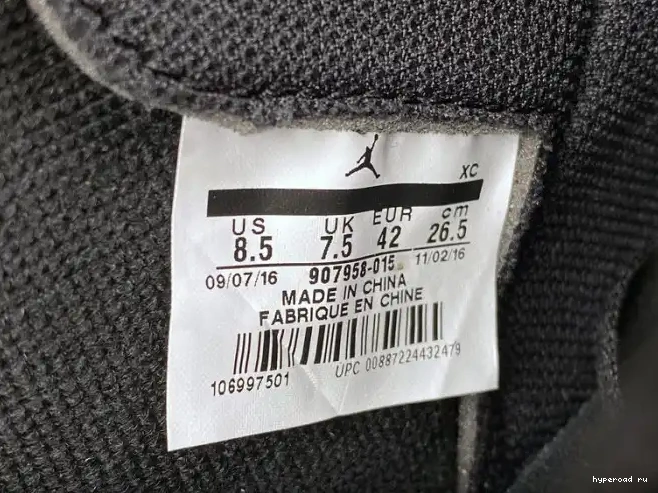 XC
US UK EUR cm
8.5 7.5 42 26.5
09/07/16 907958-015 11/02/16
MADE IN CHINA
FABRIQUE EN CHINE
106997501 UPC 00887224432479
hyperoad ru